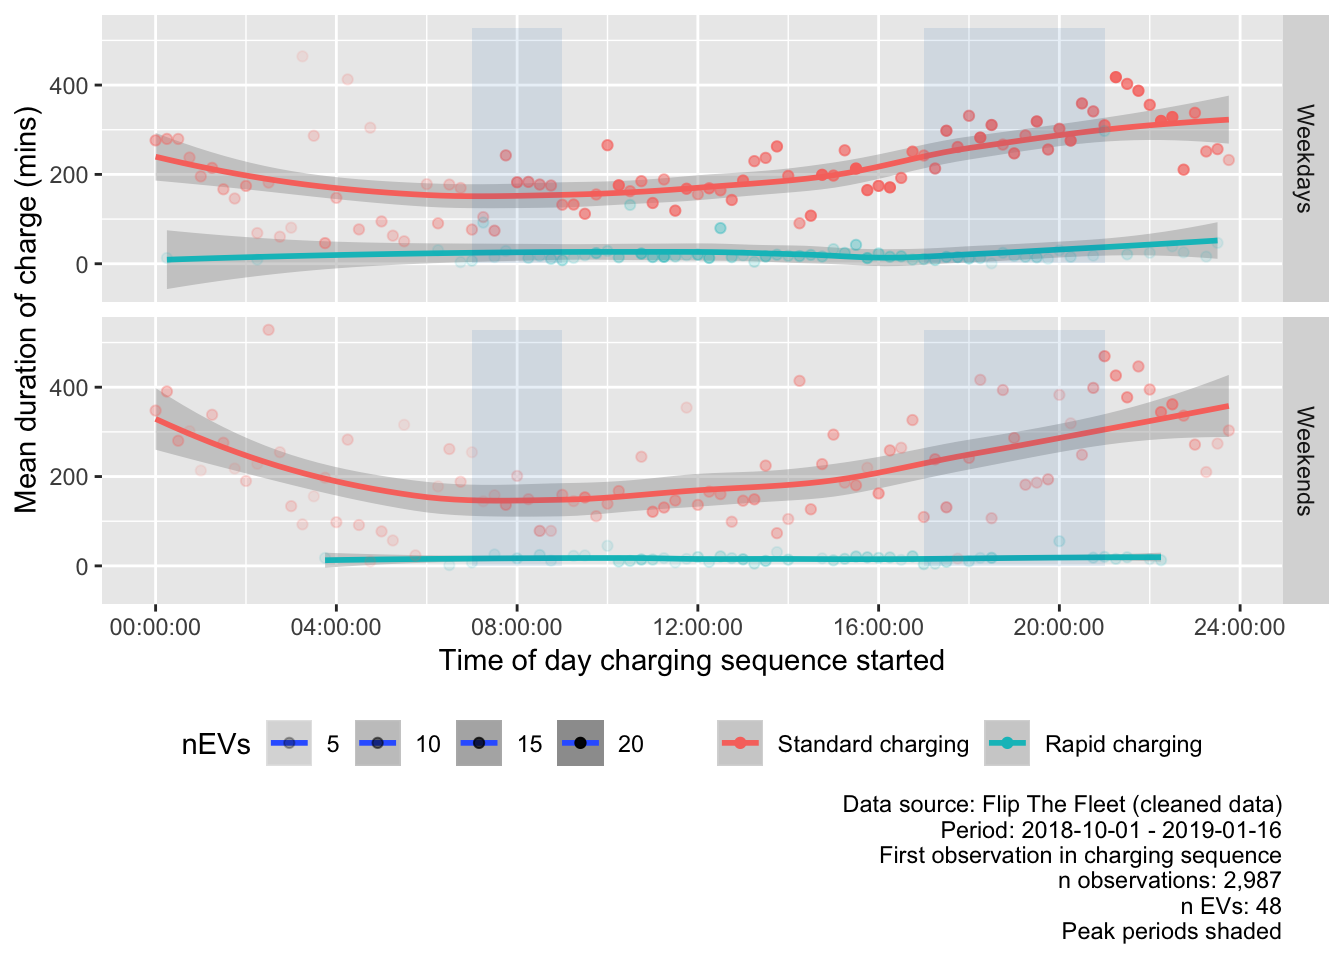 Mean duration of charge (mins)
400
200
0
Weekdays
400
200
0
Weekends
00:00:00 04:00:00 08:00:00 12:00:00 16:00:00 20:00:00 24:00:00
Time of day charging sequence started
nEVs 5 10 15 20 Standard charging Rapid charging
Data source: Flip The Fleet (cleaned data)
Period: 2018-10-01 - 2019-01-16
First observation in charging sequence
n observations: 2,987
n EVs: 48
Peak periods shaded